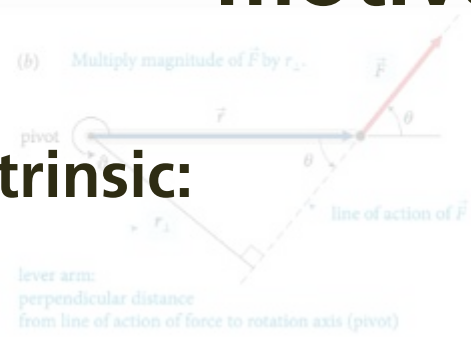 motiv
(b) Multiply magnitude of F⃗ by r⊥.
F⃗
r⃗
θ
pivot
θ
trinsic:
θ
line of action of F⃗
r⊥
lever arm:
perpendicular distance
from line of action of force to rotation axis (pivot)